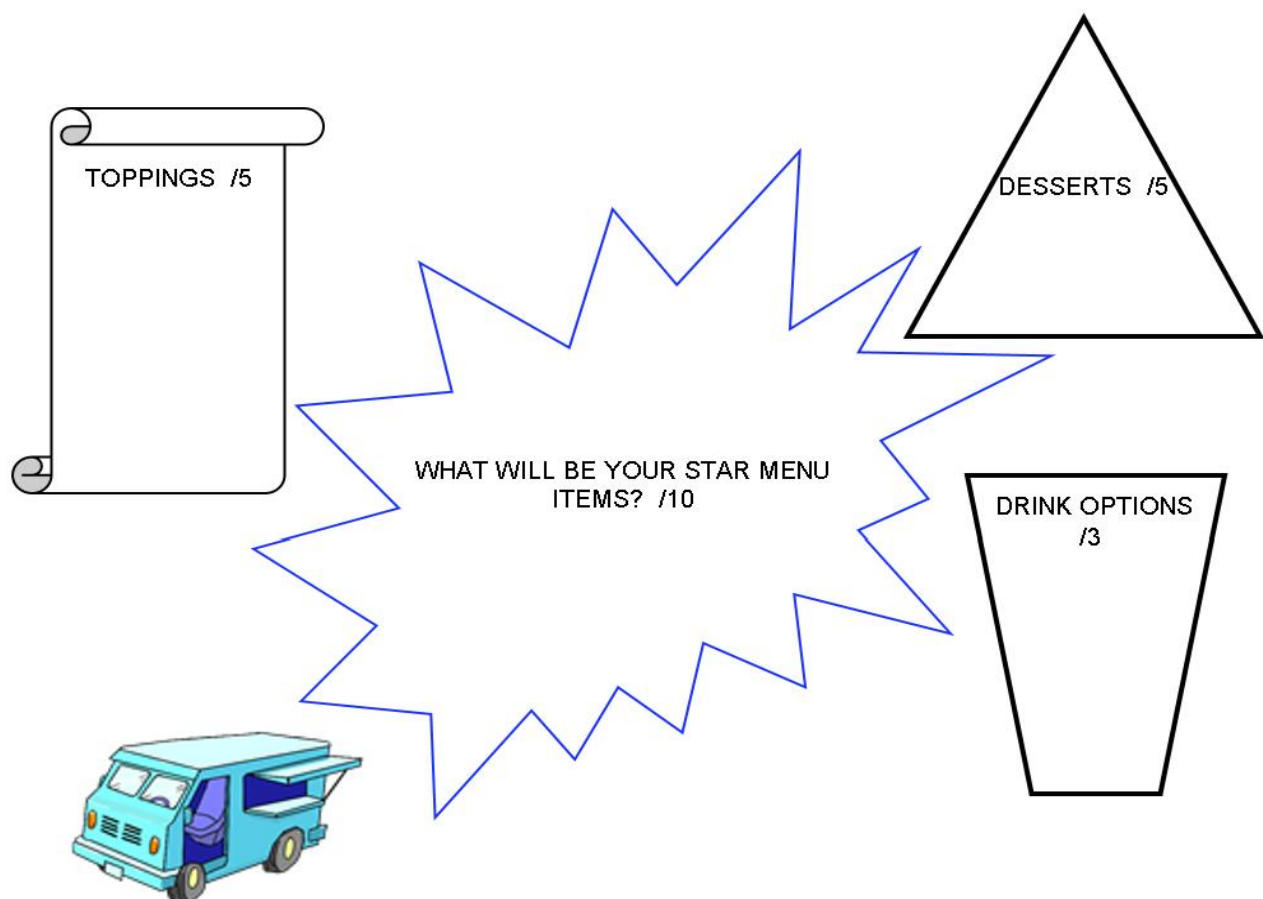 TOPPINGS /5
DESSERTS /5
WHAT WILL BE YOUR STAR MENU
ITEMS? /10
DRINK OPTIONS
/3